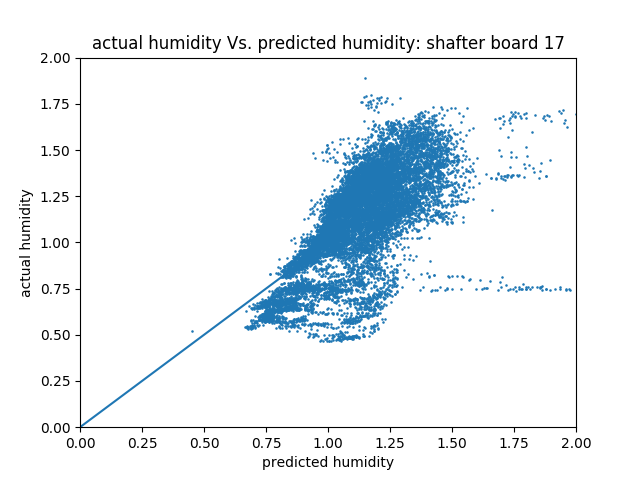 actual humidity Vs. predicted humidity: shafter board 17
2.00
1.75
1.50
1.25
1.00
0.75
0.50
0.25
0.00
actual humidity
0.00 0.25 0.50 0.75 1.00 1.25 1.50 1.75 2.00
predicted humidity